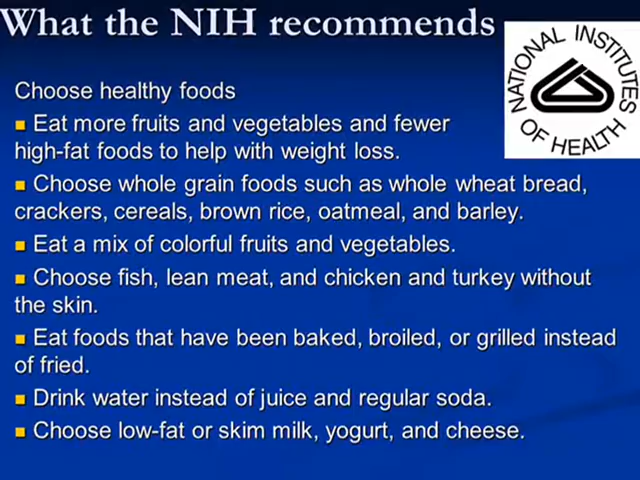 What the NIH recommends
NATIONAL INSTITUTES
OF HEALTH
Choose healthy foods
■ Eat more fruits and vegetables and fewer
high-fat foods to help with weight loss.
■ Choose whole grain foods such as whole wheat bread,
crackers, cereals, brown rice, oatmeal, and barley.
■ Eat a mix of colorful fruits and vegetables.
■ Choose fish, lean meat, and chicken and turkey without
the skin.
■ Eat foods that have been baked, broiled, or grilled instead
of fried.
■ Drink water instead of juice and regular soda.
■ Choose low-fat or skim milk, yogurt, and cheese.